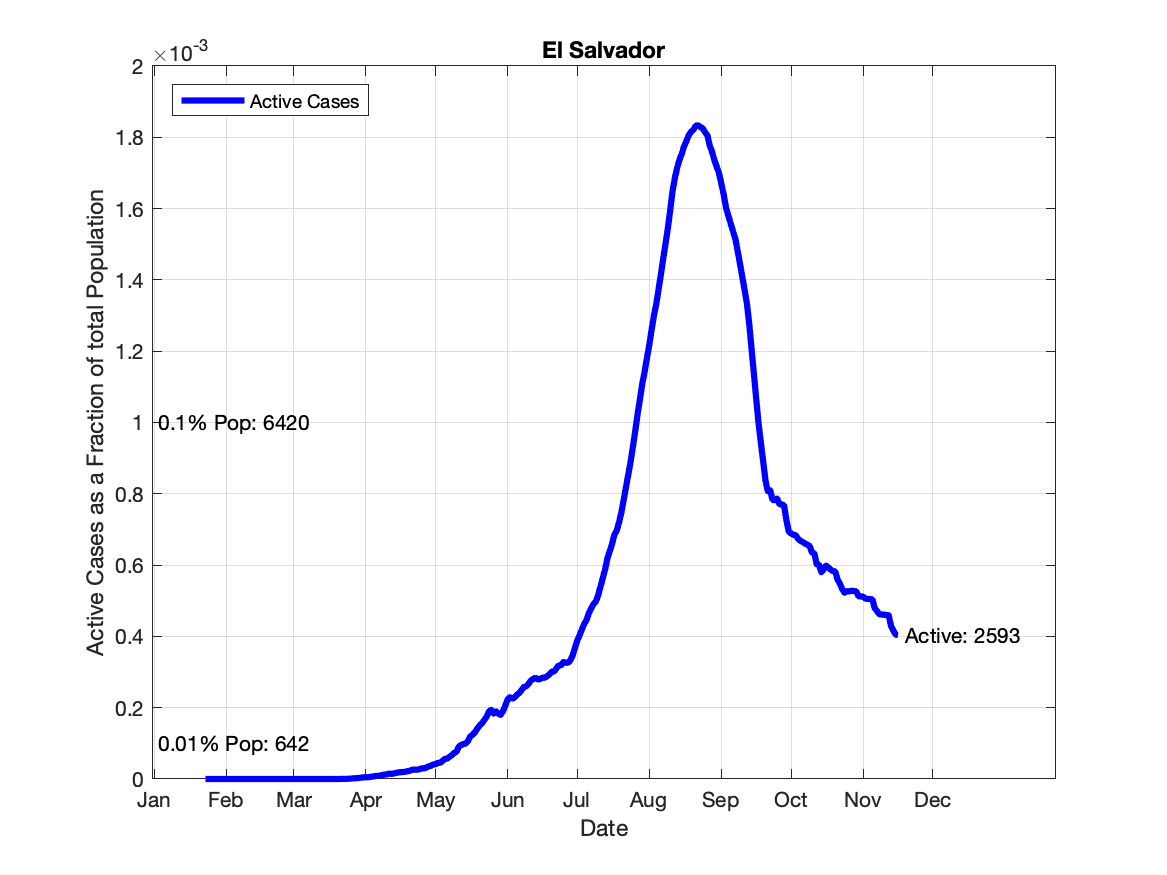 El Salvador
×10-3
Active Cases
2
1.8
1.6
1.4
1.2
1
0.8
0.6
0.4
0.2
0
Active Cases as a Fraction of total Population
0.1% Pop: 6420
0.01% Pop: 642
Active: 2593
Jan Feb Mar Apr May Jun Jul Aug Sep Oct Nov Dec
Date